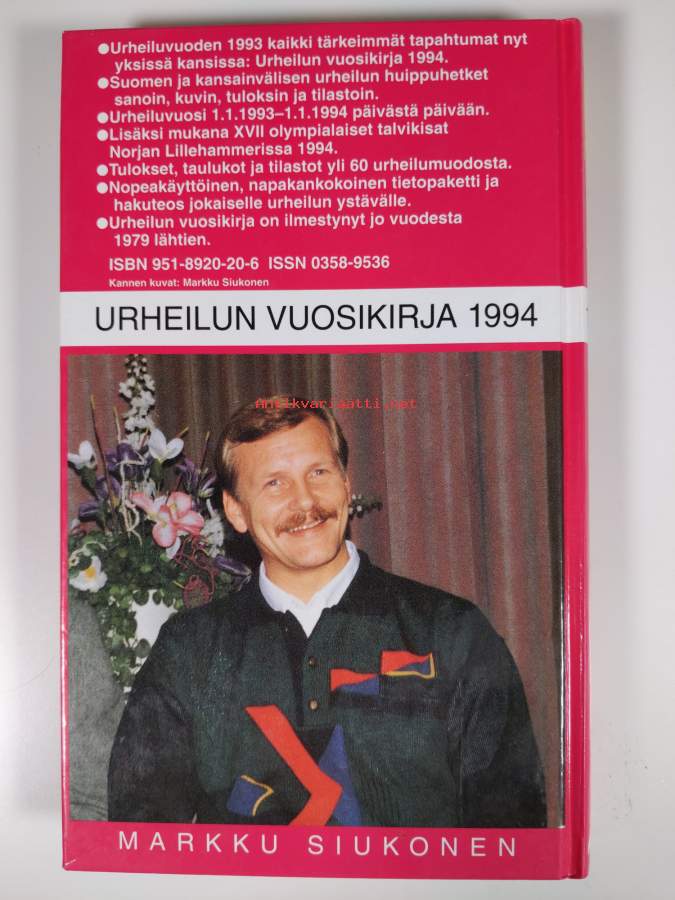 ●Urheiluvuoden 1993 kaikki tärkeimmät tapahtumat nyt
yksissä kansissa: Urheilun vuosikirja 1994.
●Suomen ja kansainvälisen urheilun huippuhetket
sanoin, kuvin, tuloksin ja tilastoin.
●Urheiluvuosi 1.1.1993–1.1.1994 päivästä päivään.
●Lisäksi mukana XVII olympialaiset talvikisat
Norjan Lillehammerissa 1994.
●Tulokset, taulukot ja tilastot yli 60 urheilumuodosta.
●Nopeakäyttöinen, napakankokoinen tietopaketti ja
hakuteos jokaiselle urheilun ystävälle.
●Urheilun vuosikirja on ilmestynyt jo vuodesta
1979 lähtien.
ISBN 951-8920-20-6 ISSN 0358-9536
Kannen kuvat: Markku Siukonen
URHEILUN VUOSIKIRJA 1994
Antikvariaatti.net
MARKKU SIUKONEN